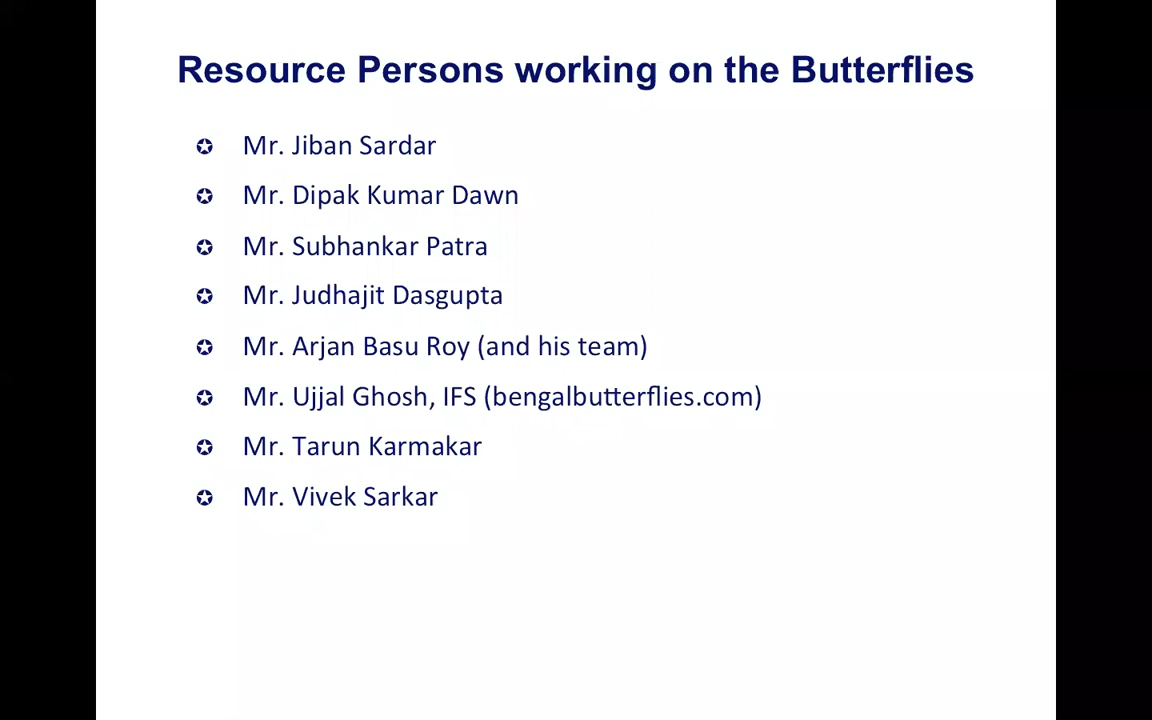 Resource Persons working on the Butterflies
✪ Mr. Jiban Sardar
✪ Mr. Dipak Kumar Dawn
✪ Mr. Subhankar Patra
✪ Mr. Judhajit Dasgupta
✪ Mr. Arjan Basu Roy (and his team)
✪ Mr. Ujjal Ghosh, IFS (bengalbutterflies.com)
✪ Mr. Tarun Karmakar
✪ Mr. Vivek Sarkar